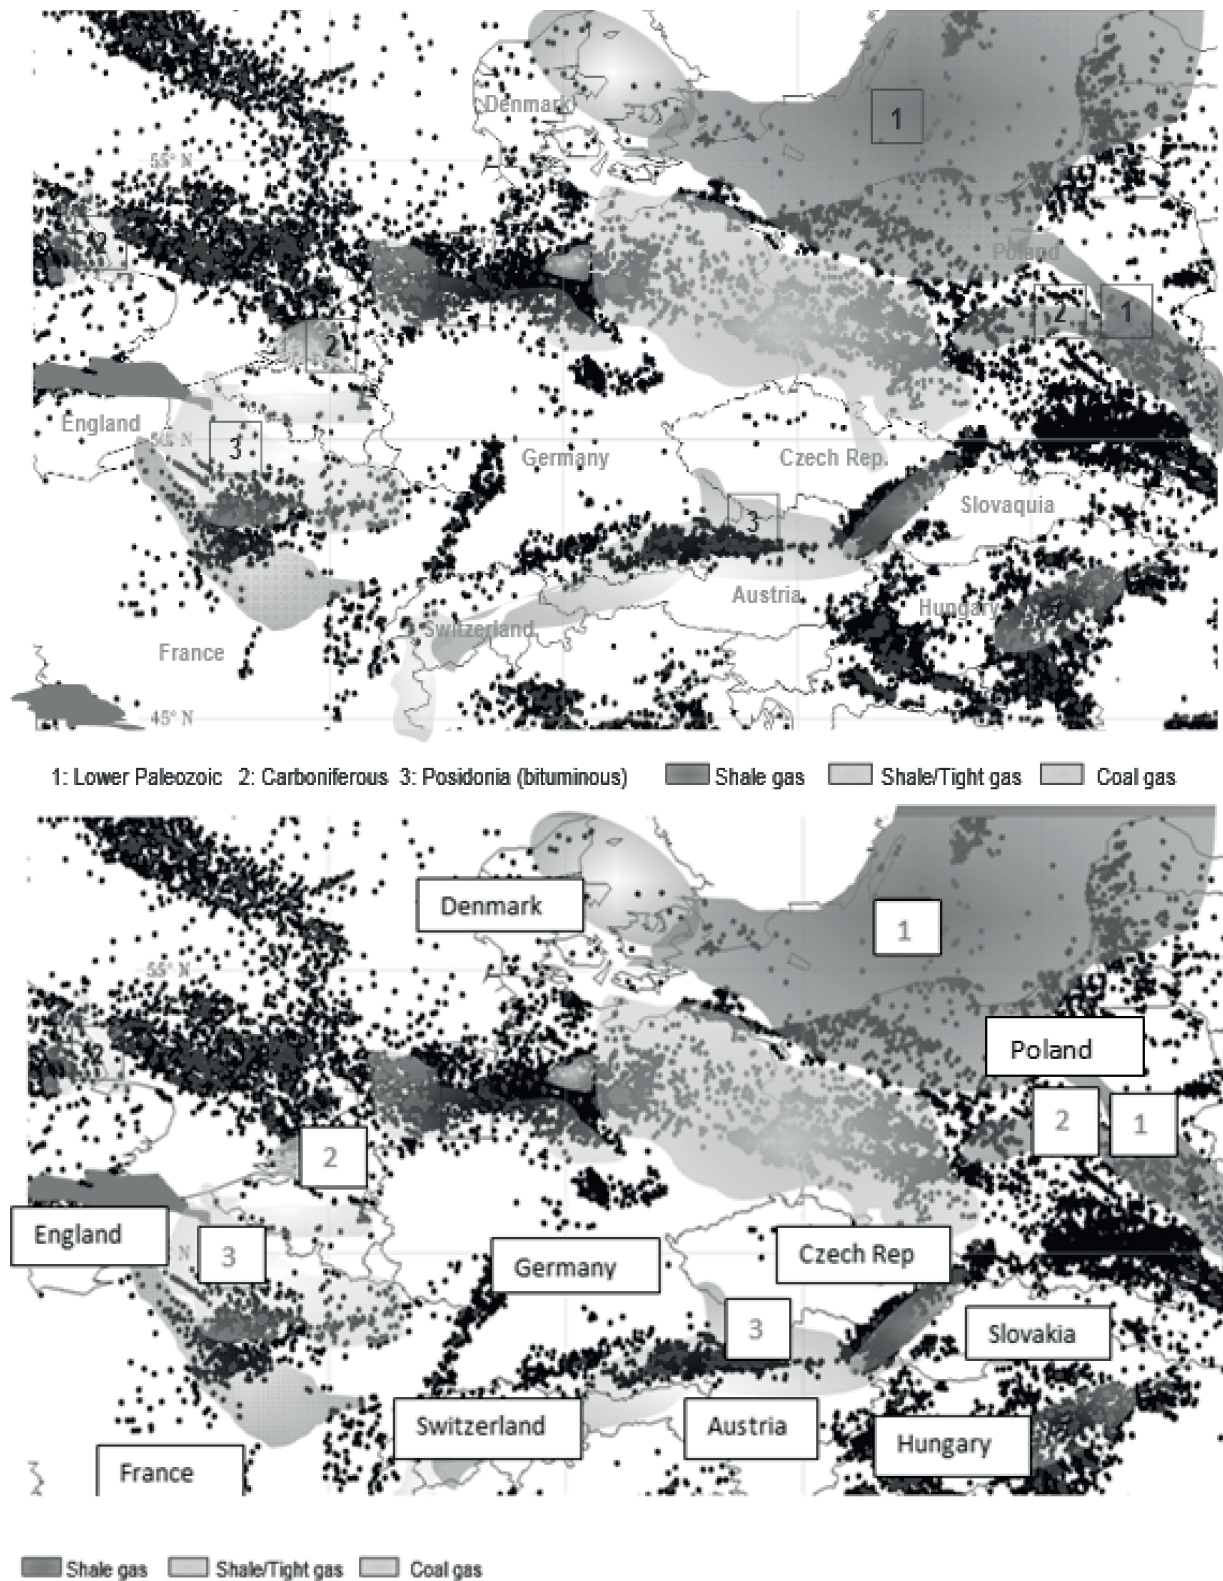 Denmark
1
55° N
2
Poland
2
1
2
England
50° N
3
Germany
Czech Rep.
3
Slovaquia
Austria
Hungary
Switzerland
France
45° N
1: Lower Paleozoic 2: Carboniferous 3: Posidonia (bituminous) Shale gas Shale/Tight gas Coal gas
Denmark
1
55° N
Poland
2
1
2
2
England
N
3
Germany
Czech Rep
3
Slovakia
Switzerland
Austria
Hungary
France
Shale gas Shale/Tight gas Coal gas